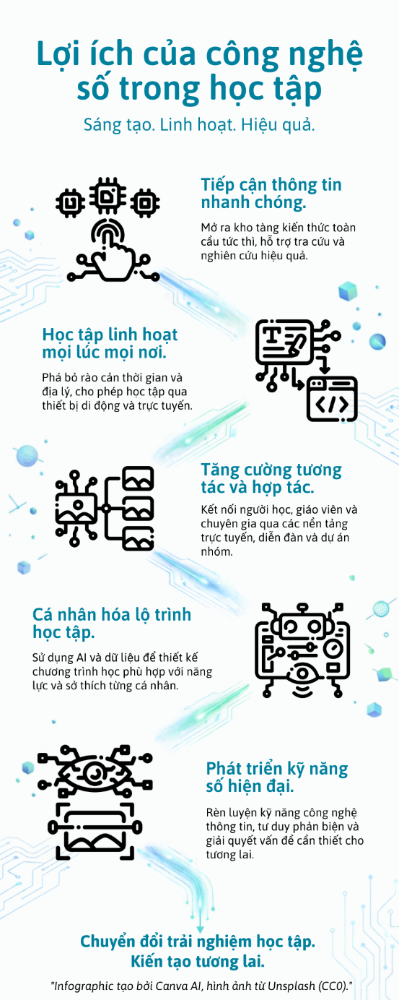 Lợi ích của công nghệ
số trong học tập
Sáng tạo. Linh hoạt. Hiệu quả.
Tiếp cận thông tin
nhanh chóng.
Mở ra kho tàng kiến thức toàn
cầu tức thì, hỗ trợ tra cứu và
nghiên cứu hiệu quả.
Học tập linh hoạt
mọi lúc mọi nơi.
Phá bỏ rào cản thời gian và
địa lý, cho phép học tập qua
thiết bị di động và trực tuyến.
T
</>
Tăng cường tương
tác và hợp tác.
Kết nối người học, giáo viên và
chuyên gia qua các nền tảng
trực tuyến, diễn đàn và dự án
nhóm.
Cá nhân hóa lộ trình
học tập.
Sử dụng AI và dữ liệu để thiết kế
chương trình học phù hợp với năng
lực và sở thích từng cá nhân.
Phát triển kỹ năng
số hiện đại.
Rèn luyện kỹ năng công nghệ
thông tin, tư duy phản biện và
giải quyết vấn đề cần thiết cho
tương lai.
Chuyển đổi trải nghiệm học tập.
Kiến tạo tương lai.
"Infographic tạo bởi Canva AI, hình ảnh từ Unsplash (CC0)."